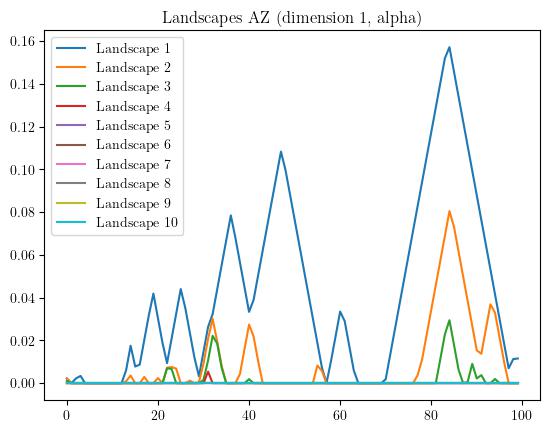 Landscapes AZ (dimension 1, alpha)
0.16
0.14
0.12
0.10
0.08
0.06
0.04
0.02
0.00
Landscape 1
Landscape 2
Landscape 3
Landscape 4
Landscape 5
Landscape 6
Landscape 7
Landscape 8
Landscape 9
Landscape 10
0 20 40 60 80 100